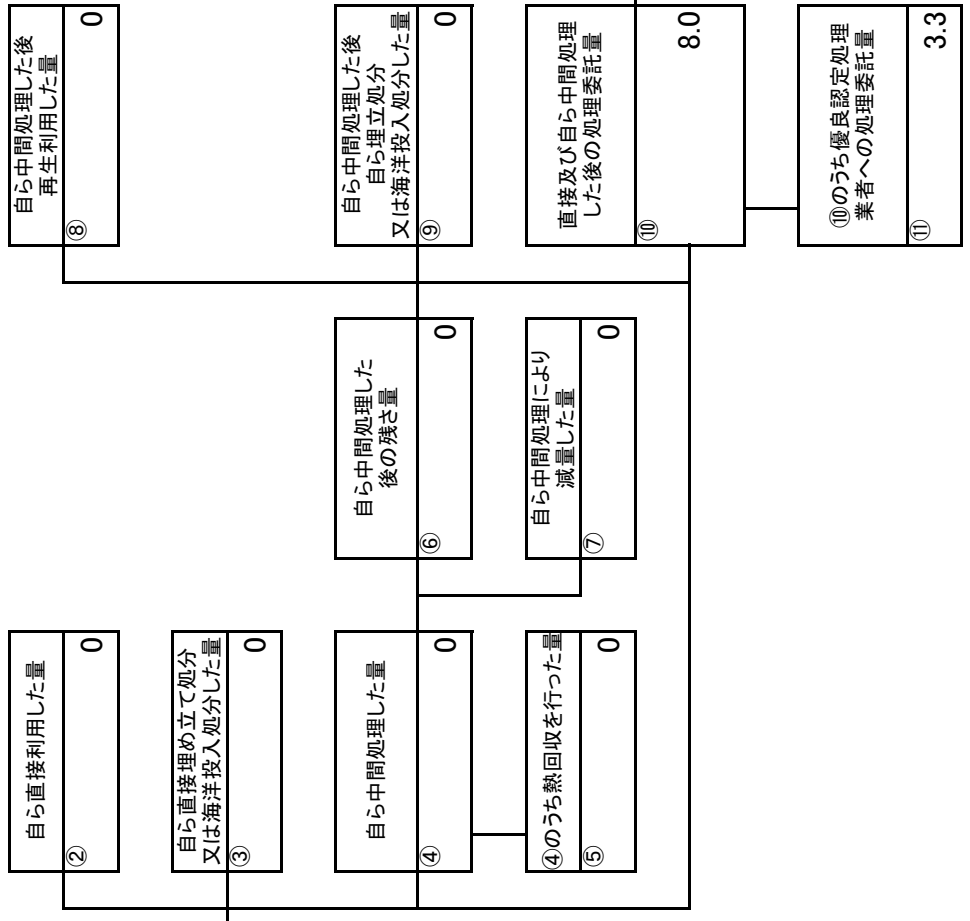 自ら直接利用した量
②
0
自ら直接埋め立て処分
又は海洋投入処分した量
③
0
自ら中間処理した量
④
0
④のうち熱回収を行った量
⑤
0
自ら中間処理した
後の残さ量
⑥
0
自ら中間処理により
減量した量
⑦
0
自ら中間処理した後
再生利用した量
⑧
0
自ら中間処理した後
自ら埋立処分
又は海洋投入処分した量
⑨
0
直接及び自ら中間処理
した後の処理委託量
⑩
8.0
⑩のうち優良認定処理
業者への処理委託量
⑪
3.3